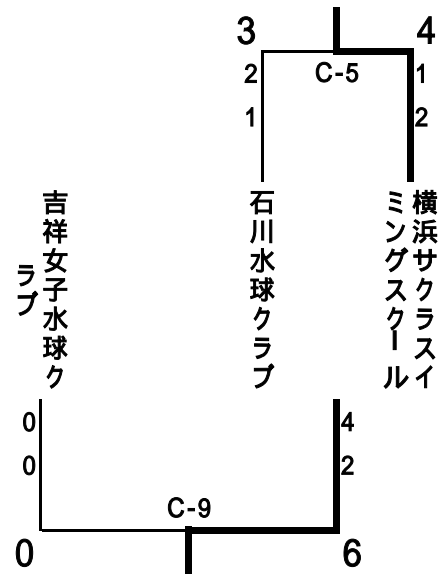 3 4
2 1
C-5
1 2
吉祥女子水球ク
ラブ
石川水球クラブ
横浜サクラスイ
ミングスクール
0 4
0 2
C-9
0 6